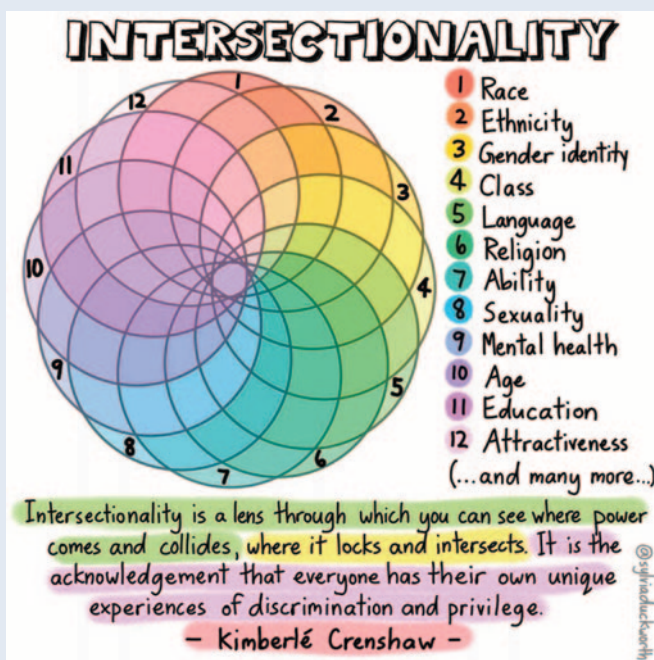 INTERSECTIONALITY
1 Race
2 Ethnicity
3 Gender identity
4 Class
5 Language
6 Religion
7 Ability
8 Sexuality
9 Mental health
10 Age
11 Education
12 Attractiveness
(...and many more...)
1
2
3
4
5
6
7
8
9
10
11
12
Intersectionality is a lens through which you can see where power
comes and collides, where it locks and intersects. It is the
acknowledgement that everyone has their own unique
experiences of discrimination and privilege.
- Kimberlé Crenshaw -
@sylviaduckworth